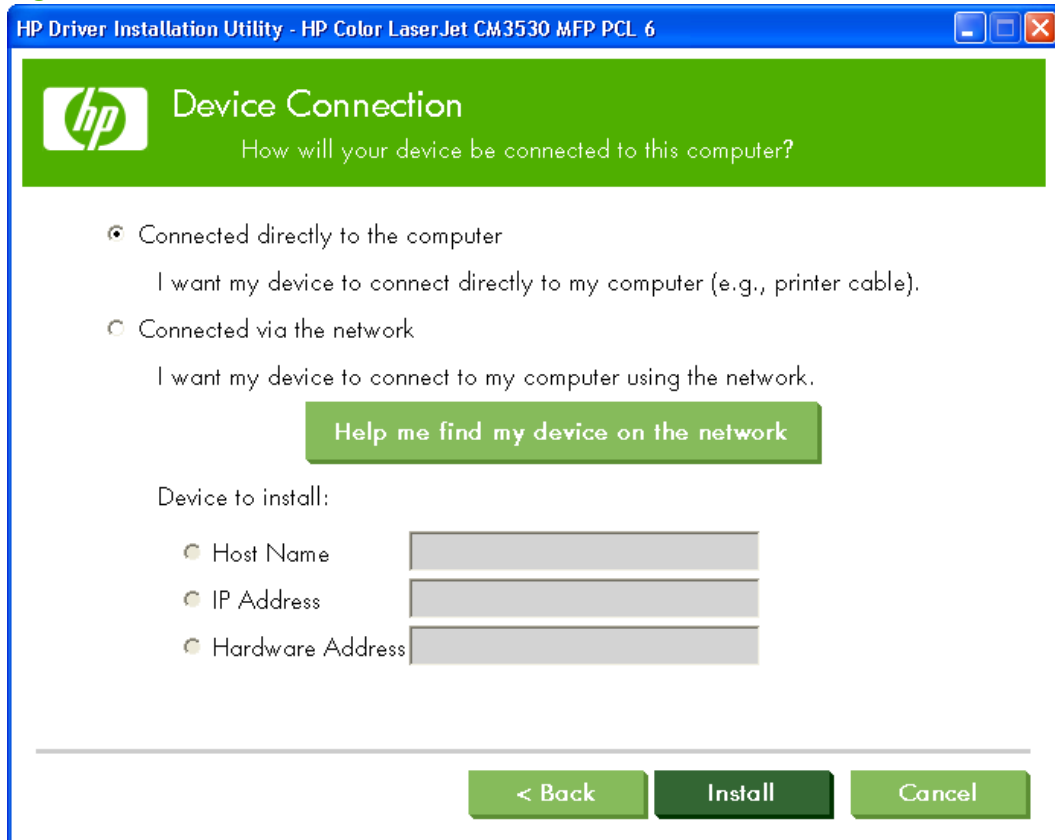 HP Driver Installation Utility - HP Color LaserJet CM3530 MFP PCL 6
hp
Device Connection
How will your device be connected to this computer?
Connected directly to the computer
I want my device to connect directly to my computer (e.g., printer cable).
Connected via the network
I want my device to connect to my computer using the network.
Help me find my device on the network
Device to install:
Host Name
IP Address
Hardware Address
< Back
Install
Cancel